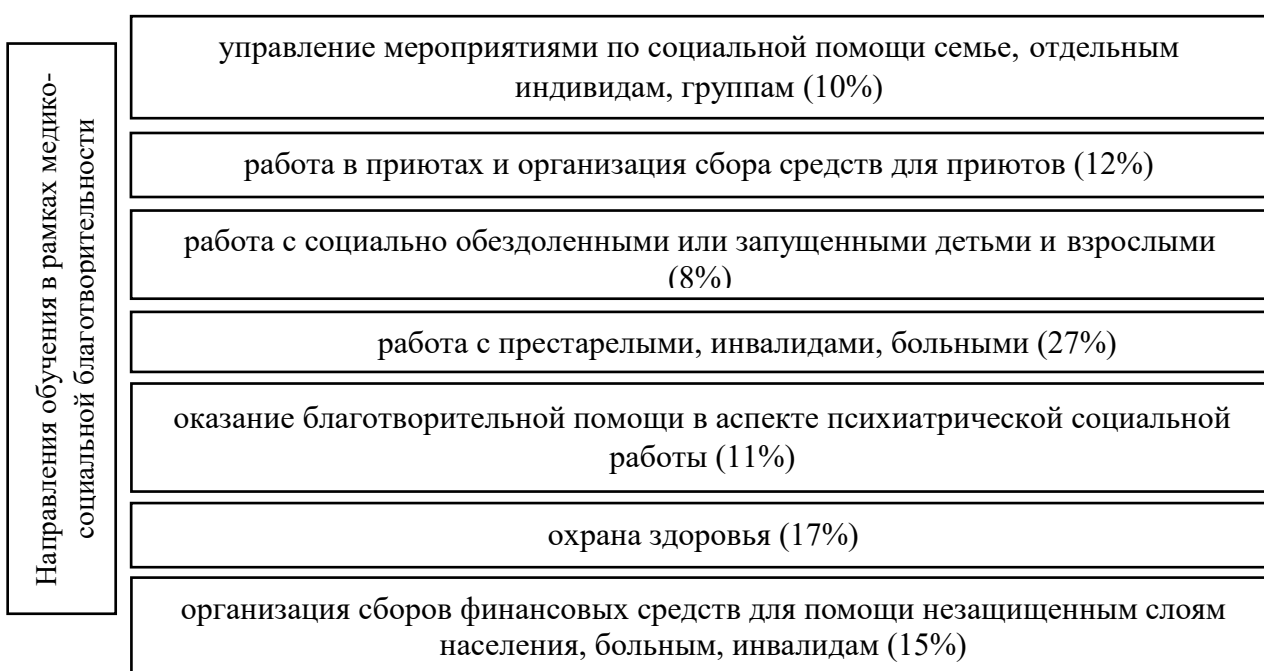 Направления обучения в рамках медико-
социальной благотворительности
управление мероприятиями по социальной помощи семье, отдельным
индивидам, группам (10%)
работа в приютах и организация сбора средств для приютов (12%)
работа с социально обездоленными или запущенными детьми и взрослыми
(8%)
работа с престарелыми, инвалидами, больными (27%)
оказание благотворительной помощи в аспекте психиатрической социальной
работы (11%)
охрана здоровья (17%)
организация сборов финансовых средств для помощи незащищенным слоям
населения, больным, инвалидам (15%)